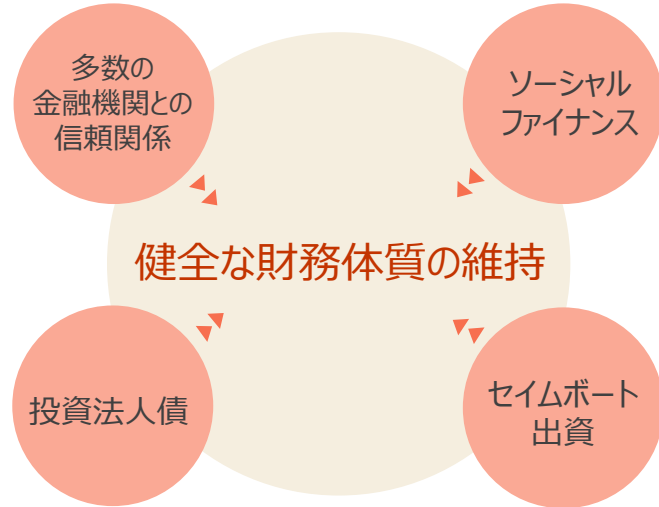 多数の
金融機関との
信頼関係
ソーシャル
ファイナンス
健全な財務体質の維持
投資法人債
セイムボート
出資